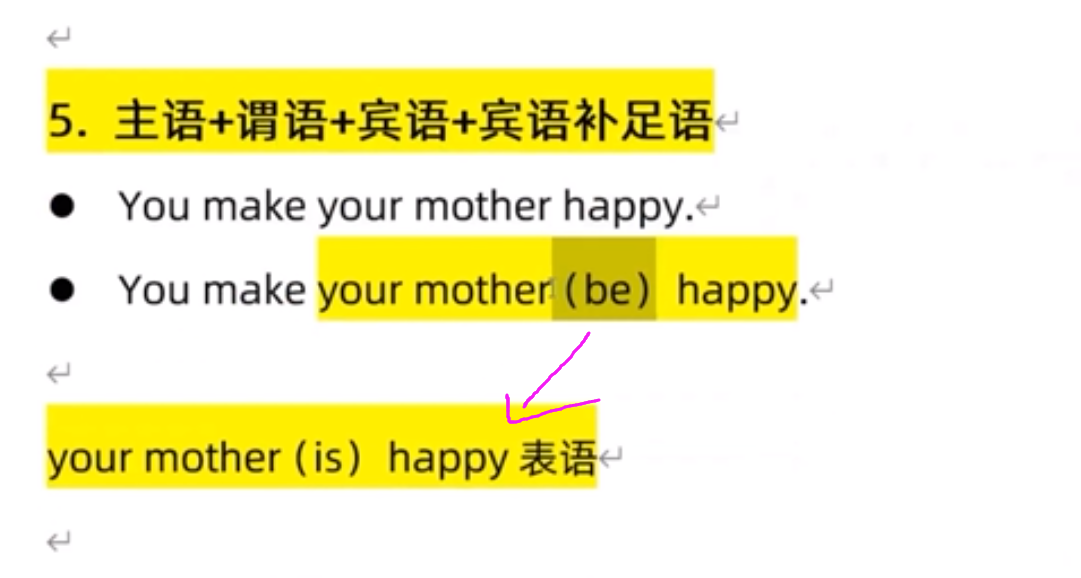 5. 主语+谓语+宾语+宾语补足语
● You make your mother happy.
● You make your mother（be）happy.
your mother（is）happy 表语